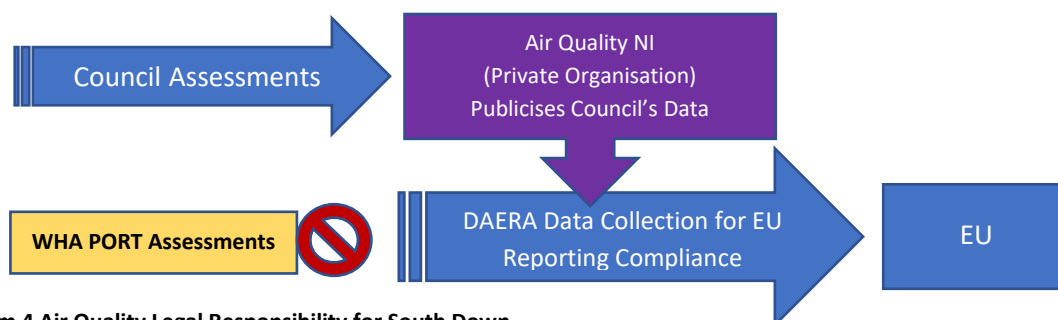 Council Assessments
Air Quality NI
(Private Organisation)
Publicises Council’s Data
WHA PORT Assessments
DAERA Data Collection for EU
Reporting Compliance
EU
4 Air Quality Legal Responsibility for South Down